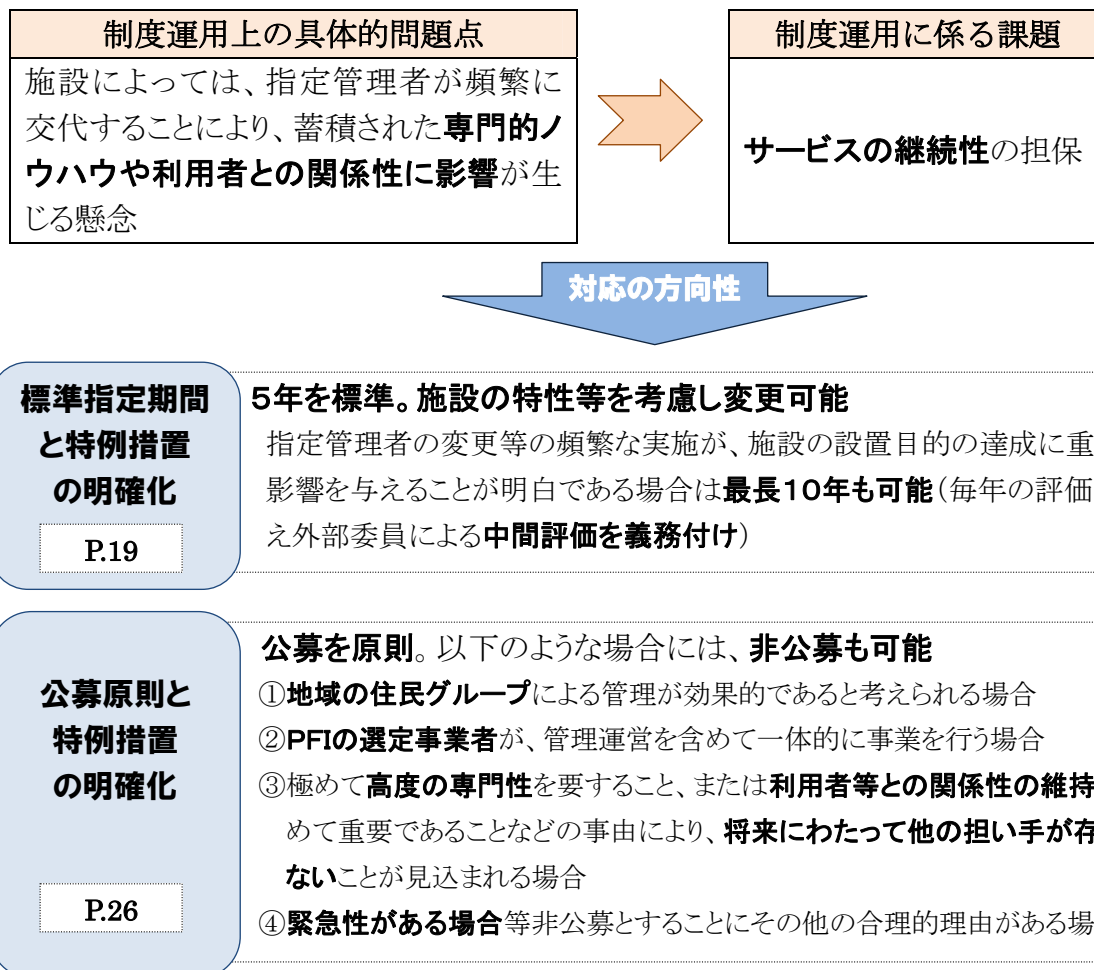 制度運用上の具体的問題点
施設によっては、指定管理者が頻繁に
交代することにより、蓄積された専門的ノ
ウハウや利用者との関係性に影響が生
じる懸念
制度運用に係る課題
サービスの継続性の担保
対応の方向性
標準指定期間
と特例措置
の明確化
P.19
5年を標準。施設の特性等を考慮し変更可能
指定管理者の変更等の頻繁な実施が、施設の設置目的の達成に重
影響を与えることが明白である場合は最長10年も可能(毎年の評価
え外部委員による中間評価を義務付け)
公募原則と
特例措置
の明確化
P.26
公募を原則。以下のような場合には、非公募も可能
①地域の住民グループによる管理が効果的であると考えられる場合
②PFIの選定事業者が、管理運営を含めて一体的に事業を行う場合
③極めて高度の専門性を要すること、または利用者等との関係性の維持
めて重要であることなどの事由により、将来にわたって他の担い手が存
ないことが見込まれる場合
④緊急性がある場合等非公募とすることにその他の合理的理由がある場